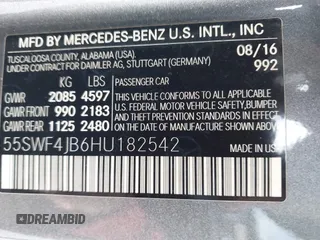 MFD BY MERCEDES-BENZ U.S. INTL., INC
TUSCALOOSA COUNTY, ALABAMA (USA). 08/16
UNDER CONTRACT FOR DAIMLER AG, STUTTGART (GERMANY) 992
KG LBS PASSENGER CAR
GVWR 2085 4597
GAWR FRONT 990 2183
GAWR REAR 1125 2480
THIS VEHICLE CONFORMS TO ALL APPLICABLE
FEDERAL MOTOR VEHICLE SAFETY, BUMPER,
AND THEFT PREVENTION STANDARDS IN
EFFECT ON THE DATE OF MANUFACTURE
SHOWN ABOVE.
55SWF4JB6HU182542
DREAMBID